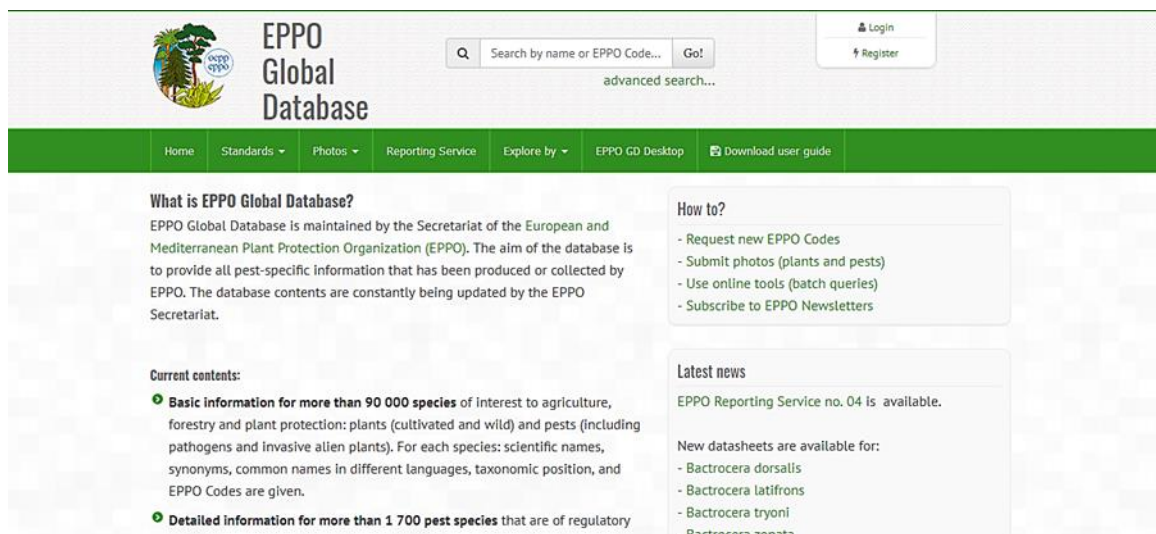 oepp
eppo
EPPO
Global
Database
Search by name or EPPO Code... Go!
advanced search...
Login
Register
Home Standards Photos Reporting Service Explore by EPPO GD Desktop Download user guide
What is EPPO Global Database?
EPPO Global Database is maintained by the Secretariat of the European and
Mediterranean Plant Protection Organization (EPPO). The aim of the database is
to provide all pest-specific information that has been produced or collected by
EPPO. The database contents are constantly being updated by the EPPO
Secretariat.
Current contents:
Basic information for more than 90 000 species of interest to agriculture,
forestry and plant protection: plants (cultivated and wild) and pests (including
pathogens and invasive alien plants). For each species: scientific names,
synonyms, common names in different languages, taxonomic position, and
EPPO Codes are given.
Detailed information for more than 1 700 pest species that are of regulatory
How to?
- Request new EPPO Codes
- Submit photos (plants and pests)
- Use online tools (batch queries)
- Subscribe to EPPO Newsletters
Latest news
EPPO Reporting Service no. 04 is available.
New datasheets are available for:
- Bactrocera dorsalis
- Bactrocera latifrons
- Bactrocera tryoni
- Bactrocera zonata